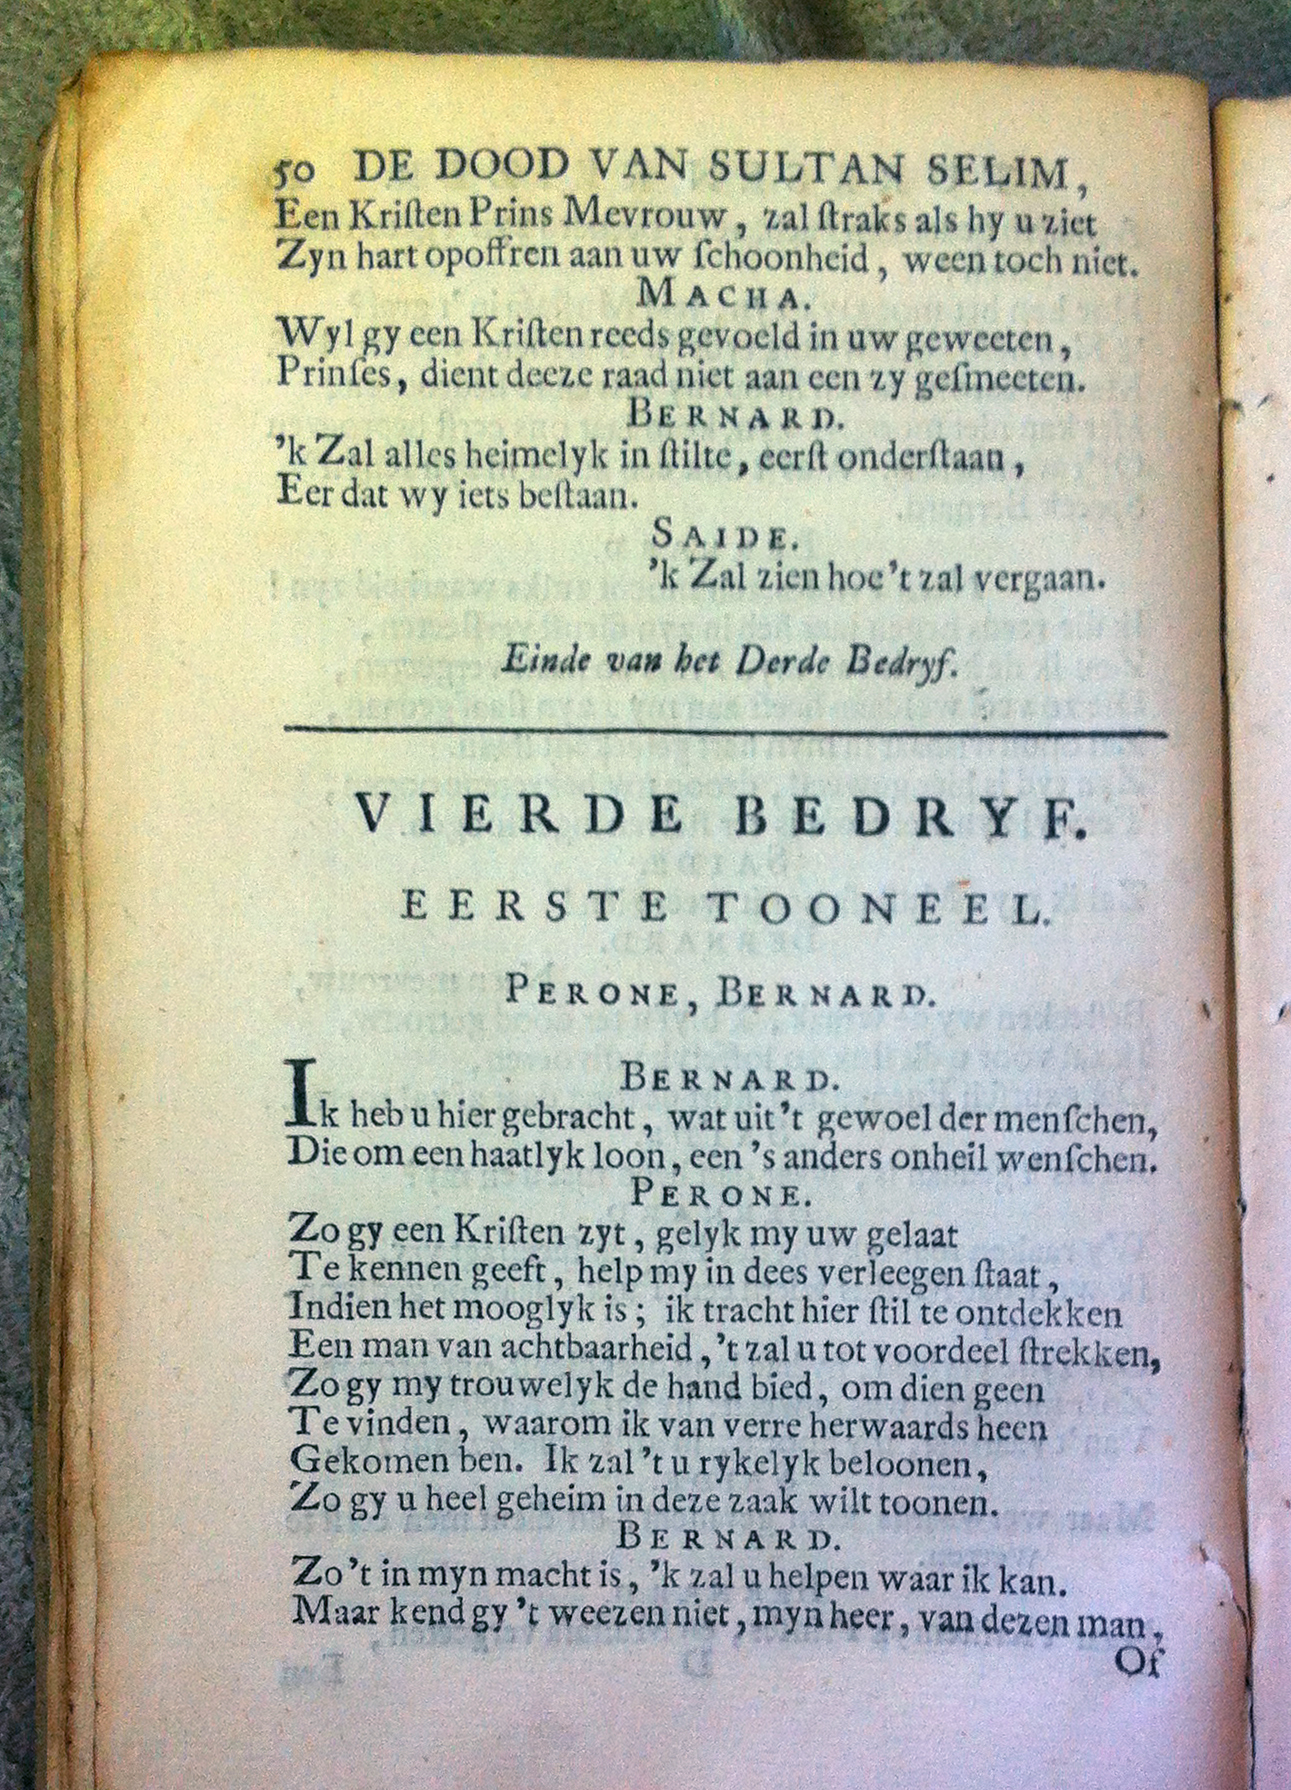 50 DE DOOD VAN SULTAN SELIM,
Een Kriſten Prins Mevrouw, zal ſtraks als hy u ziet
Zyn hart opoffren aan uw ſchoonheid, ween toch niet.
MACHA.
Wyl gy een Kriſten reeds gevoeld in uw geweeten,
Prinſes, dient deeze raad niet aan een zy geſmeeten.
BERNARD.
'k Zal alles heimelyk in ſtilte, eerſt onderſtaan,
Eer dat wy iets beſtaan.
SAIDE.
'k Zal zien hoe 't zal vergaan.
Einde van het Derde Bedryf.
VIERDE BEDRYF.
EERSTE TOONEEL.
PERONE, BERNARD.
BERNARD.
Ik heb u hier gebracht, wat uit 't gewoel der menſchen,
Die om een haatlyk loon, een 's anders onheil wenſchen.
PERONE.
Zo gy een Kriſten zyt, gelyk my uw gelaat
Te kennen geeft, help my in dees verleegen ſtaat,
Indien het mooglyk is; ik tracht hier ſtil te ontdekken
Een man van achtbaarheid, 't zal u tot voordeel ſtrekken,
Zo gy my trouwelyk de hand bied, om dien geen
Te vinden, waarom ik van verre herwaards heen
Gekomen ben. Ik zal 't u rykelyk beloonen,
Zo gy u heel geheim in deze zaak wilt toonen.
BERNARD.
Zo 't in myn macht is, 'k zal u helpen waar ik kan.
Maar kend gy 't weezen niet, myn heer, van dezen man,
Of